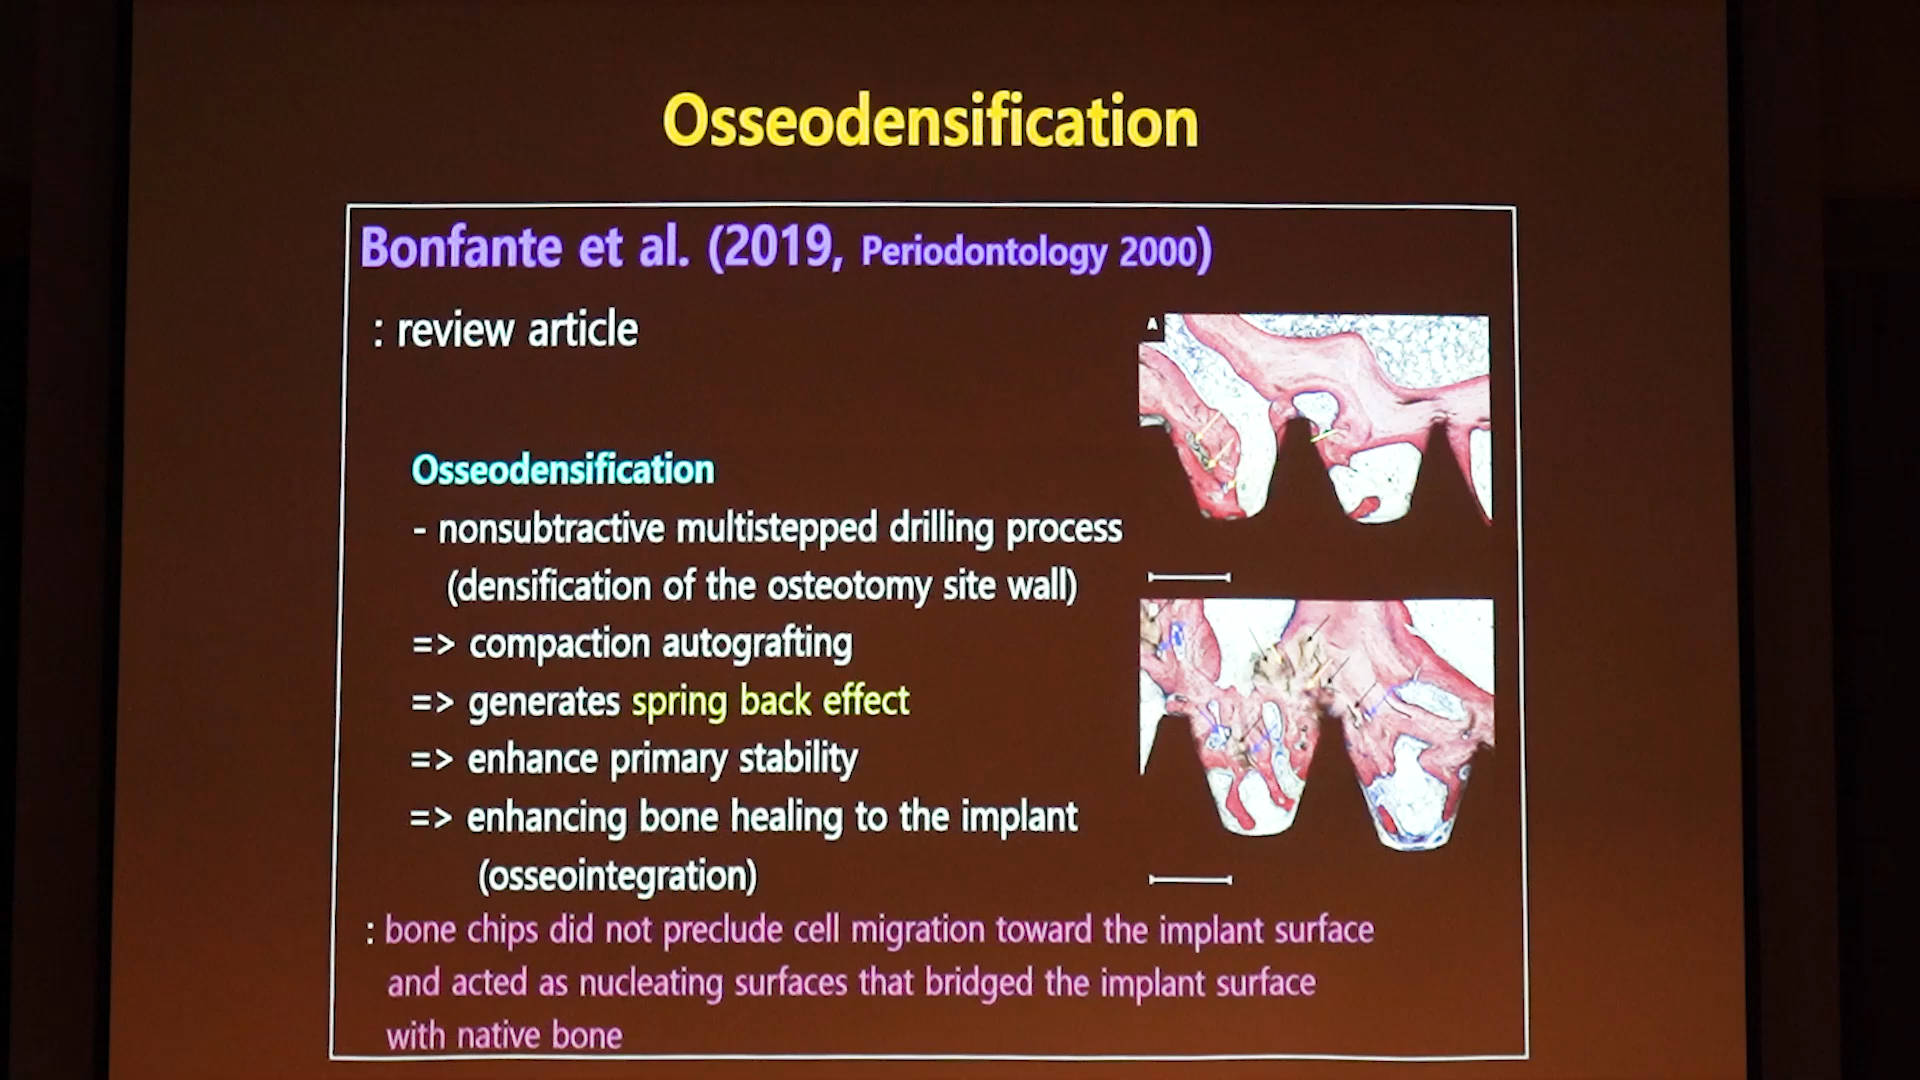 Osseodensification
Bonfante et al. (2019, Periodontology 2000)
: review article
A
Osseodensification
- nonsubtractive multistepped drilling process
(densification of the osteotomy site wall)
=> compaction autografting
=> generates spring back effect
=> enhance primary stability
=> enhancing bone healing to the implant
(osseointegration)
: bone chips did not preclude cell migration toward the implant surface
and acted as nucleating surfaces that bridged the implant surface
with native bone